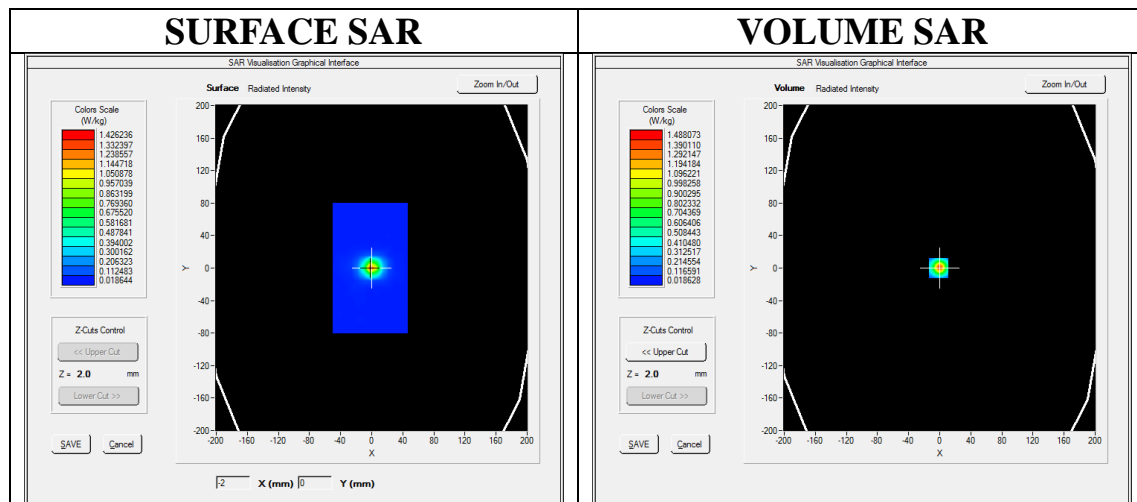 SURFACE SAR
SAR Visualisation Graphical Interface
Surface Radiated Intensity
Zoom In/Out
Colors Scale
(W/kg)
1.426236
1.332397
1.238557
1.144718
1.050878
0.957039
0.863199
0.769360
0.675520
0.581681
0.487841
0.394002
0.300162
0.206323
0.112483
0.018644
200
160
120
80
40
0
-40
-80
-120
-160
-200
Y
-200 -160 -120 -80 -40 0 40 80 120 160 200
X
Z-Cuts Control
<< Upper Cut
Z = 2.0 mm
Lower Cut >>
SAVE Cancel
-2 X (mm) 0 Y (mm)
VOLUME SAR
SAR Visualisation Graphical Interface
Volume Radiated Intensity
Zoom In/Out
Colors Scale
(W/kg)
1.488073
1.390110
1.292147
1.194184
1.096221
0.998258
0.900295
0.802332
0.704369
0.606406
0.508443
0.410480
0.312517
0.214554
0.116591
0.018628
200
160
120
80
40
0
-40
-80
-120
-160
-200
Y
-200 -160 -120 -80 -40 0 40 80 120 160 200
X
Z-Cuts Control
<< Upper Cut
Z = 2.0 mm
Lower Cut >>
SAVE Cancel